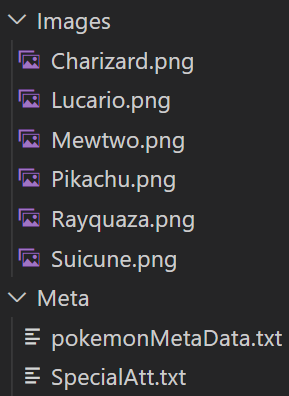 Images
Charizard.png
Lucario.png
Mewtwo.png
Pikachu.png
Rayquaza.png
Suicune.png
Meta
pokemonMetaData.txt
SpecialAtt.txt